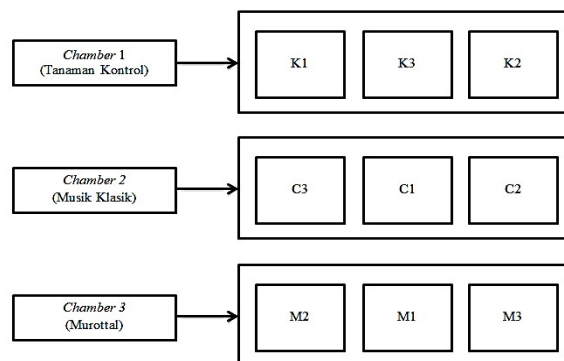 Chamber 1
(Tanaman Kontrol)
K1
K3
K2
Chamber 2
(Musik Klasik)
C3
C1
C2
Chamber 3
(Murottal)
M2
M1
M3